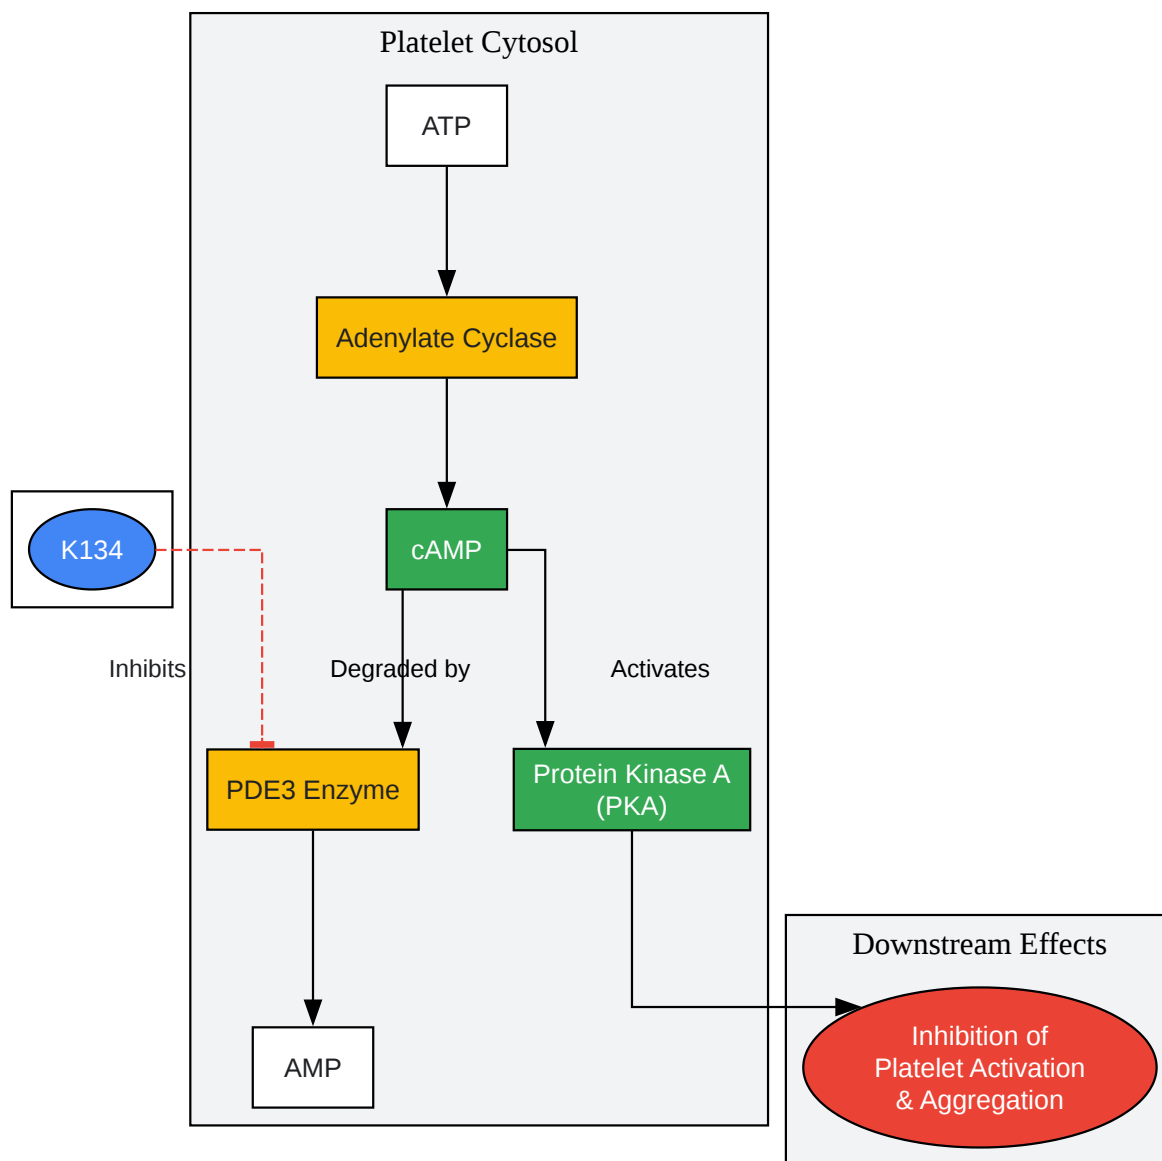 Platelet Cytosol
ATP
Adenylate Cyclase
K134
cAMP
Inhibits
Degraded by
Activates
PDE3 Enzyme
Protein Kinase A
(PKA)
Downstream Effects
Inhibition of
Platelet Activation
& Aggregation
AMP